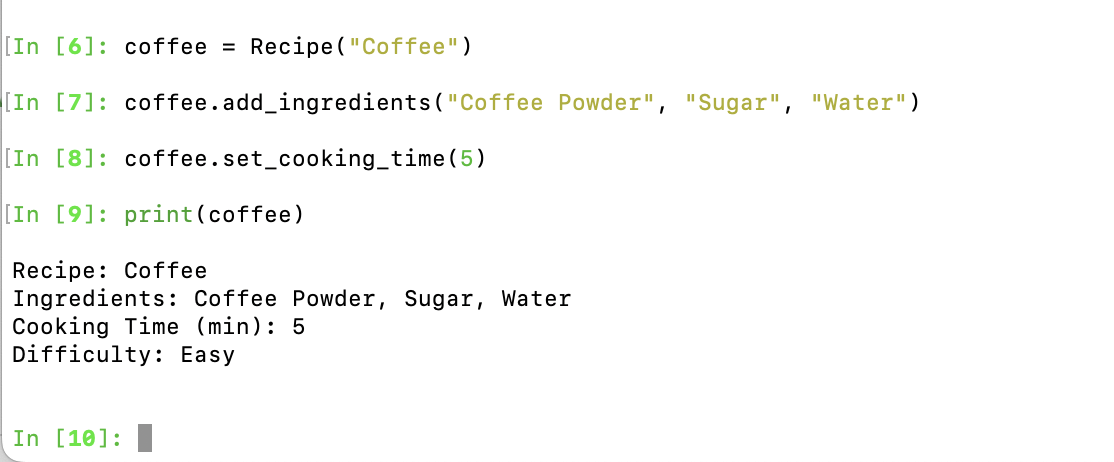 In [6]: coffee = Recipe("Coffee")
In [7]: coffee.add_ingredients("Coffee Powder", "Sugar", "Water")
In [8]: coffee.set_cooking_time(5)
In [9]: print(coffee)
Recipe: Coffee
Ingredients: Coffee Powder, Sugar, Water
Cooking Time (min): 5
Difficulty: Easy
In [10]: